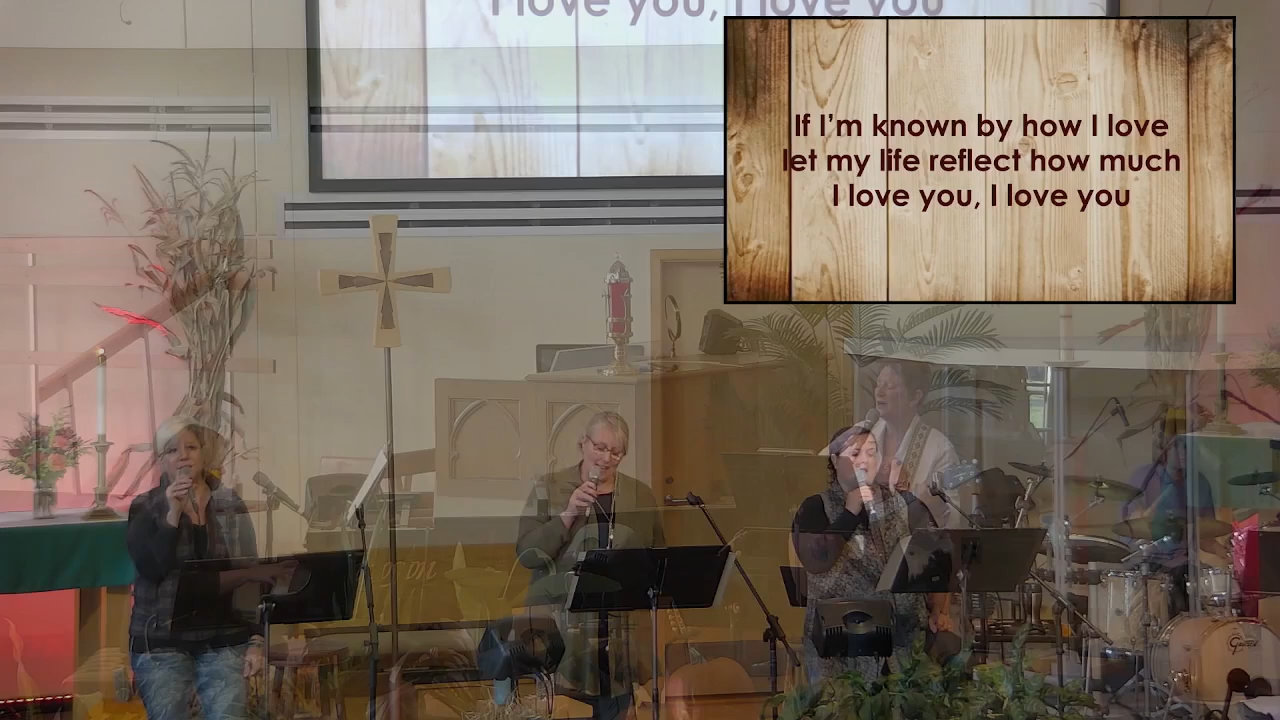 I love you, I love you
If I'm known by how I love
let my life reflect how much
I love you, I love you
Gretsch